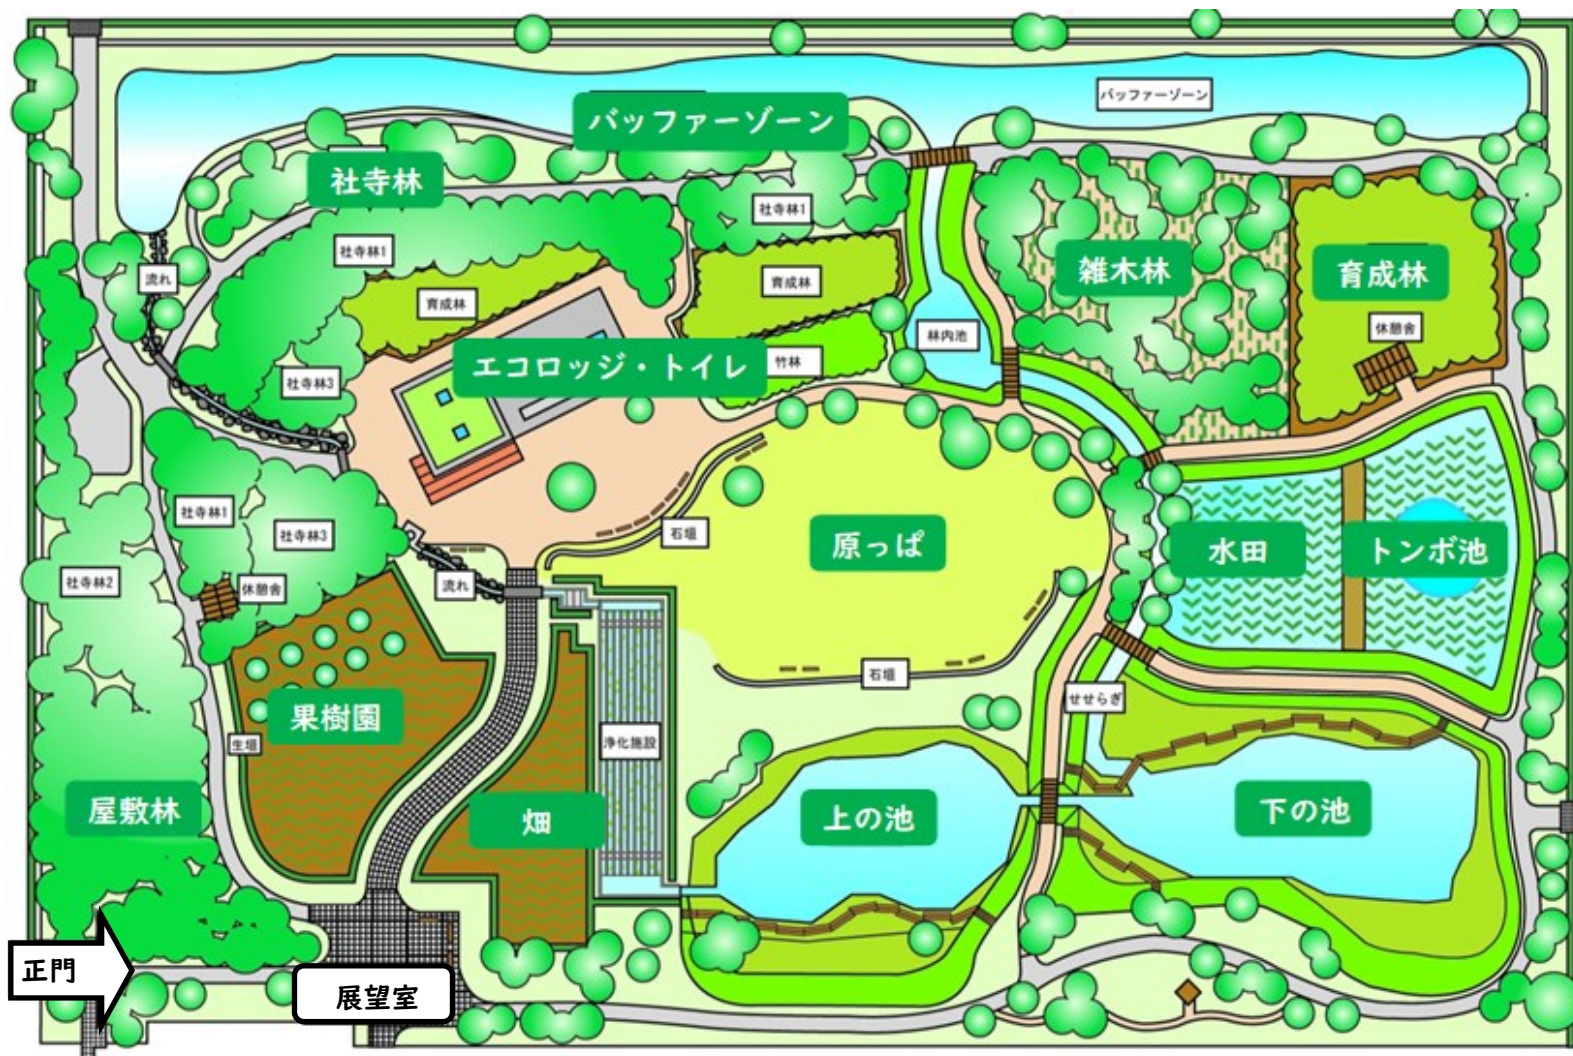 バッファーゾーン
バッファーゾーン
社寺林
社寺林1
社寺林1
流れ
育成林
育成林
雑木林
育成林
休憩舎
林内池
竹林
エコロッジ・トイレ
社寺林3
社寺林1
社寺林3
石垣
原っぱ
水田
トンボ池
社寺林2
休憩舎
流れ
石垣
せせらぎ
果樹園
生垣
浄化施設
屋敷林
畑
上の池
下の池
正門
展望室